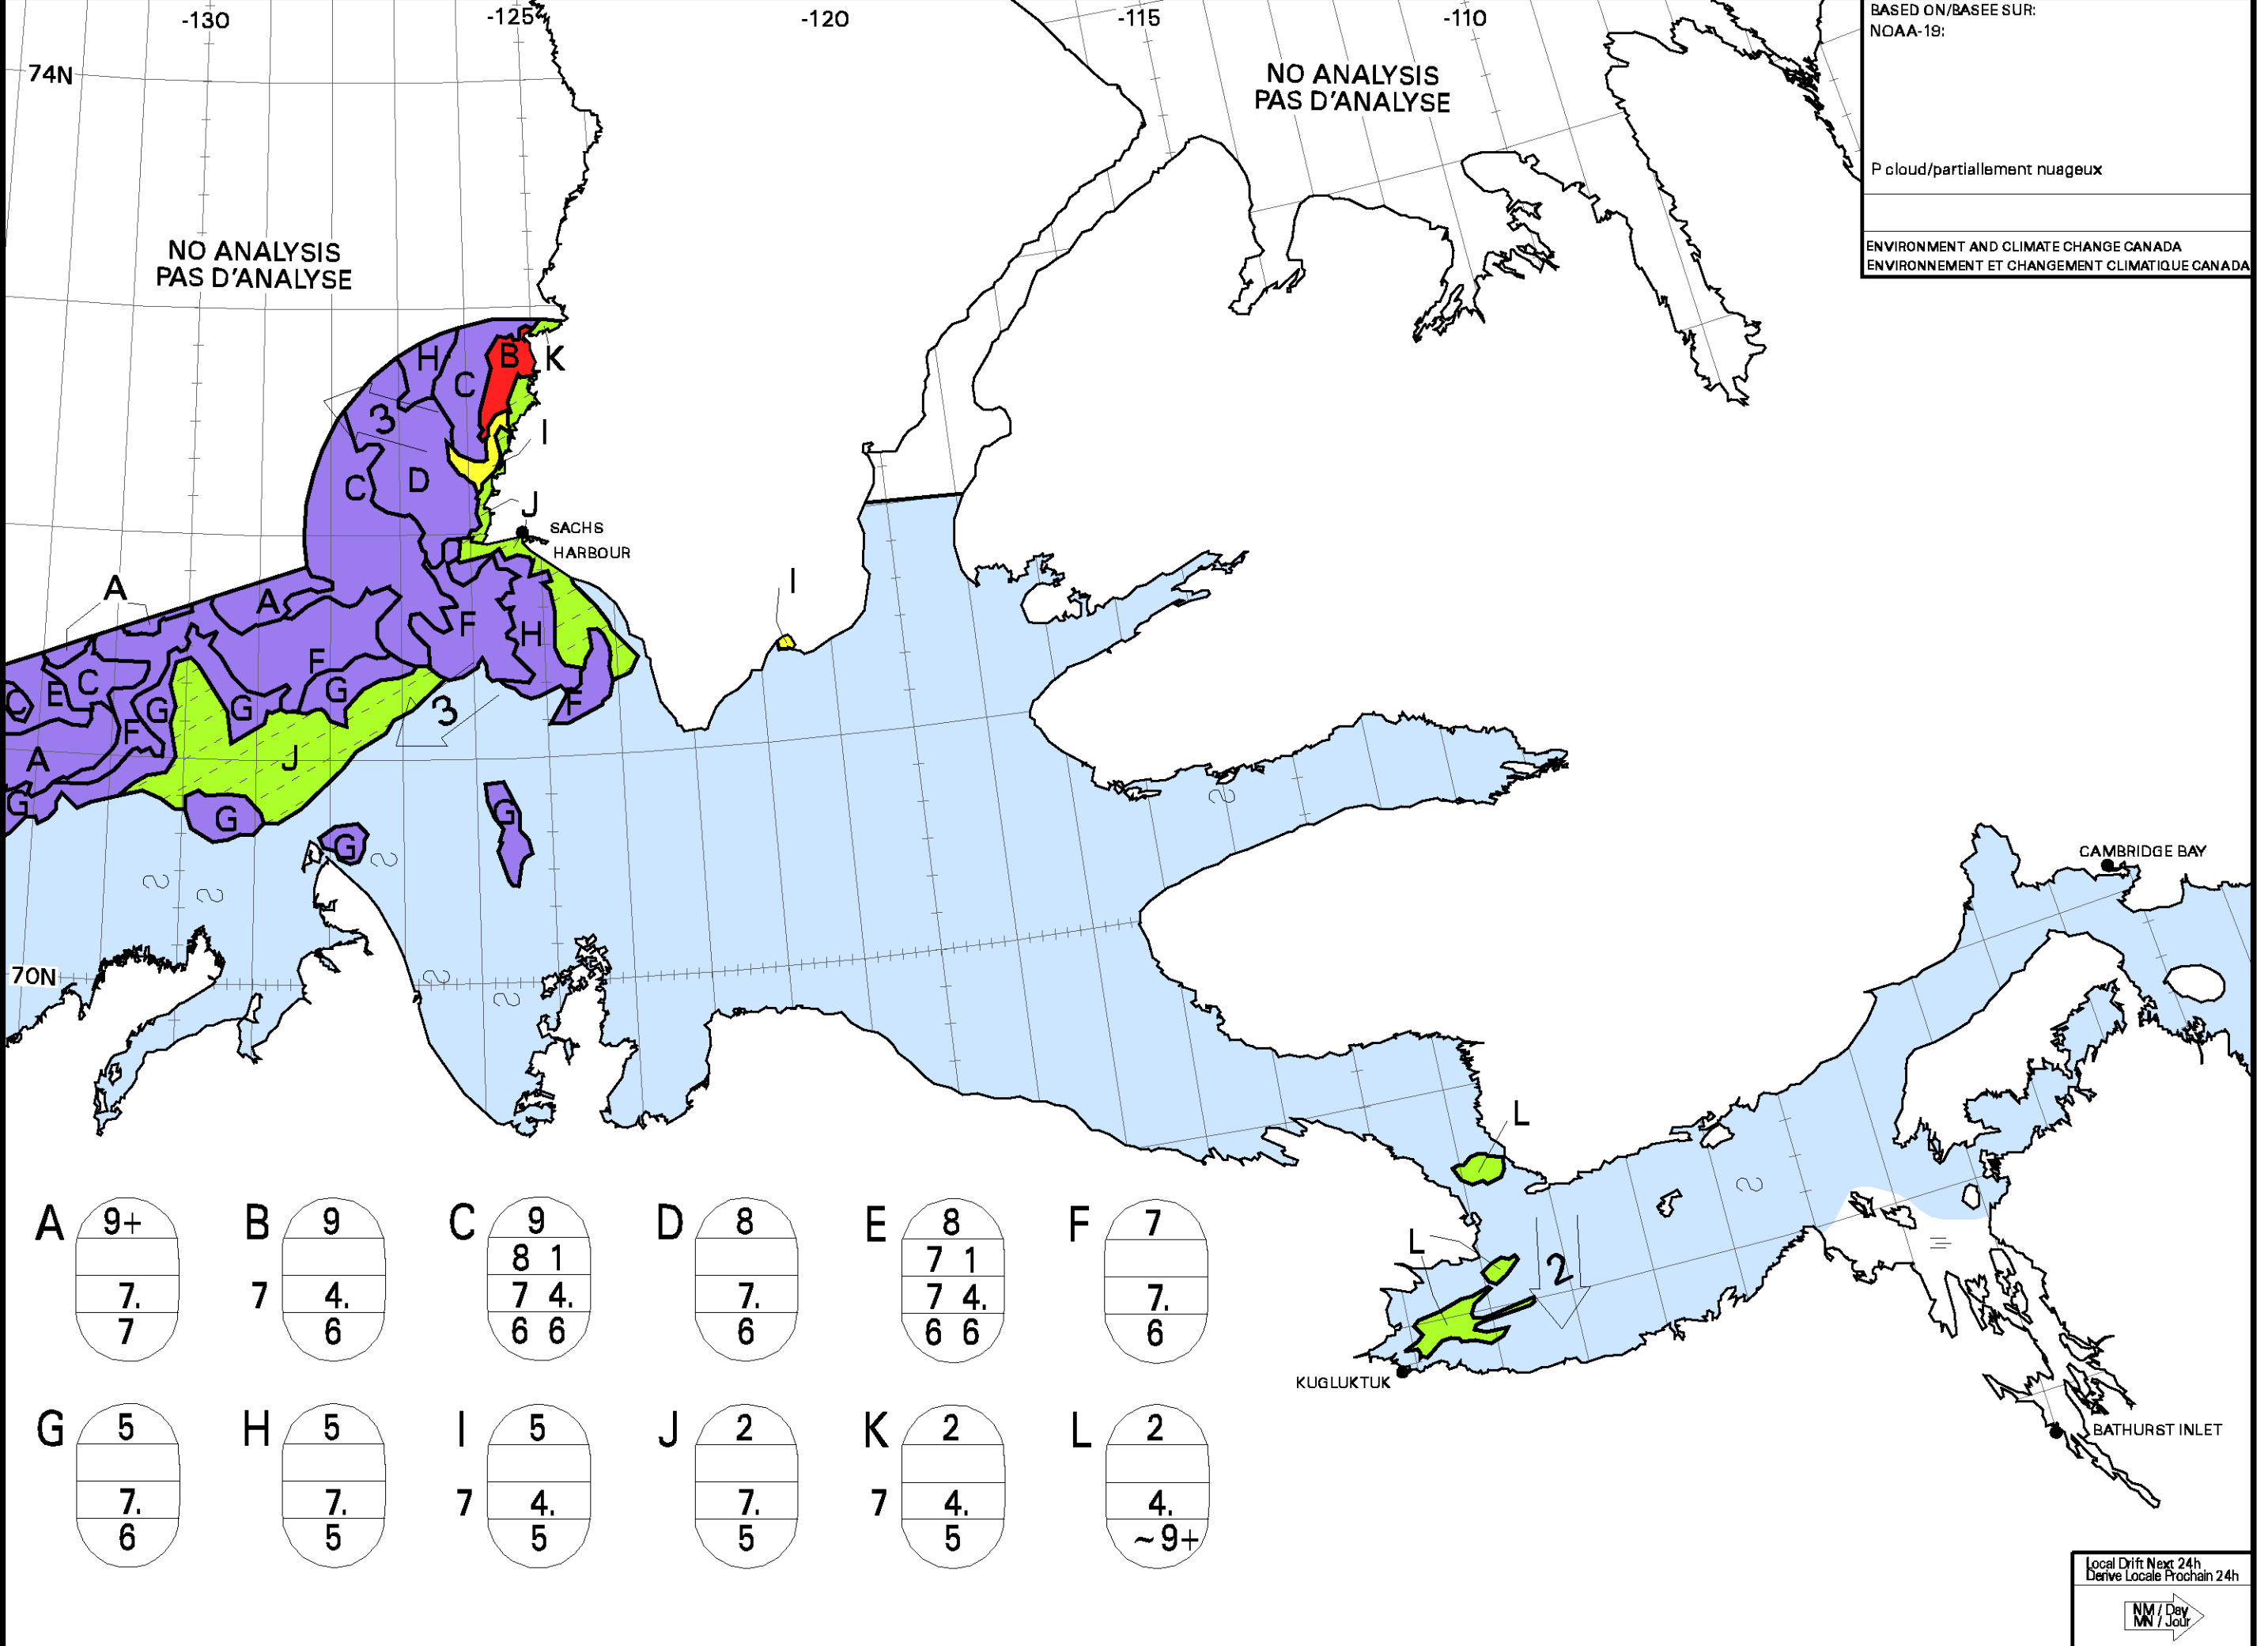 -130
-125
-120
-115
-110
BASED ON/BASEE SUR:
NOAA-19:
P cloud/partiallement nuageux
ENVIRONMENT AND CLIMATE CHANGE CANADA
ENVIRONNEMENT ET CHANGEMENT CLIMATIQUE CANADA
74N
NO ANALYSIS
PAS D'ANALYSE
NO ANALYSIS
PAS D'ANALYSE
H
B
K
C
3
I
D
C
J
SACHS
HARBOUR
A
I
A
F
H
F
C
E
G
C
G
G
F
F
3
A
J
G
G
G
G
CAMBRIDGE BAY
70N
L
L
2
KUGLUKTUK
BATHURST INLET
A
9+
7.
7
B
9
7 4.
6
C
9
8 1
7 4.
6 6
D
8
7.
6
E
8
7 1
7 4.
6 6
F
7
7.
6
G
5
7.
6
H
5
7.
5
I
5
7 4.
5
J
2
7.
5
K
2
7 4.
5
L
2
4.
~9+
Local Drift Next 24h
Derive Locale Prochain 24h
NM / Day
MN / Jour